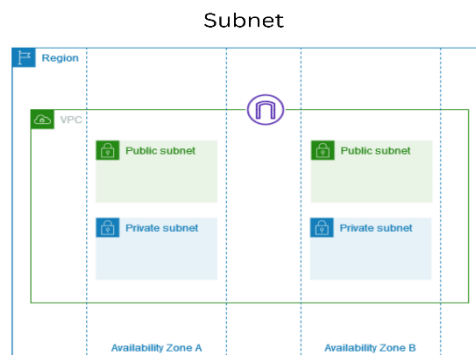 Subnet
Region
VPC
Public subnet
Public subnet
Private subnet
Private subnet
Availability Zone A
Availability Zone B